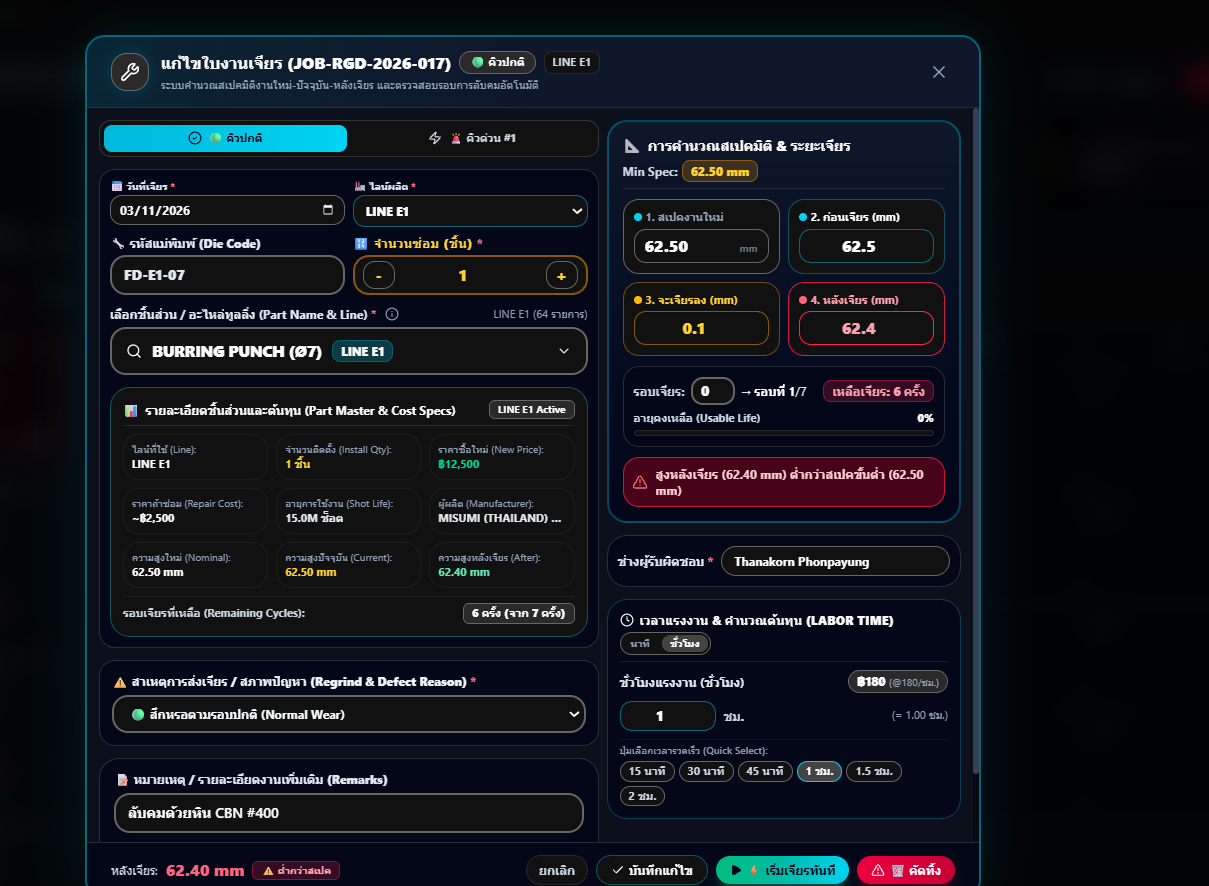 แก้ไขใบงานเจียร (JOB-RGD-2026-017) คิวปกติ LINE E1
ระบบคำนวณสเปคมิติงานใหม่-ปัจจุบัน-หลังเจียร และตรวจสอบรอบการลับคมอัตโนมัติ
คิวปกติ
คิวด่วน #1
วันที่เจียร *
ไลน์ผลิต *
03/11/2026
LINE E1
รหัสแม่พิมพ์ (Die Code)
จำนวนซ่อม (ชิ้น) *
FD-E1-07
- 1 +
เลือกชิ้นส่วน / อะไหล่ทูลลิ่ง (Part Name & Line) *
LINE E1 (64 รายการ)
BURRING PUNCH (Ø7) LINE E1
รายละเอียดชิ้นส่วนและต้นทุน (Part Master & Cost Specs) LINE E1 Active
ไลน์ที่ใช้ (Line):
LINE E1
จำนวนติดตั้ง (Install Qty):
1 ชิ้น
ราคาซื้อใหม่ (New Price):
฿12,500
ราคาถ้าซ่อม (Repair Cost):
~฿2,500
อายุการใช้งาน (Shot Life):
15.0M ช็อต
ผู้ผลิต (Manufacturer):
MISUMI (THAILAND) ...
ความสูงใหม่ (Nominal):
62.50 mm
ความสูงปัจจุบัน (Current):
62.50 mm
ความสูงหลังเจียร (After):
62.40 mm
รอบเจียรที่เหลือ (Remaining Cycles):
6 ครั้ง (จาก 7 ครั้ง)
สาเหตุการส่งเจียร / สภาพปัญหา (Regrind & Defect Reason) *
สึกหรอตามรอบปกติ (Normal Wear)
หมายเหตุ / รายละเอียดงานเพิ่มเติม (Remarks)
ลับคมด้วยหิน CBN #400
การคำนวณสเปคมิติ & ระยะเจียร
Min Spec: 62.50 mm
1. สเปคงานใหม่
62.50 mm
2. ก่อนเจียร (mm)
62.5
3. จะเจียรลง (mm)
0.1
4. หลังเจียร (mm)
62.4
รอบเจียร: 0 → รอบที่ 1/7 เหลือเจียร: 6 ครั้ง
อายุคงเหลือ (Usable Life) 0%
สูงหลังเจียร (62.40 mm) ต่ำกว่าสเปคขั้นต่ำ (62.50
mm)
ช่างผู้รับผิดชอบ * Thanakorn Phonpayung
เวลาแรงงาน & คำนวณต้นทุน (LABOR TIME)
นาที ชั่วโมง
ชั่วโมงแรงงาน (ชั่วโมง) ฿180 (@180/ชม.)
1 ชม. (= 1.00 ชม.)
ปุ่มเลือกเวลารวดเร็ว (Quick Select):
15 นาที 30 นาที 45 นาที 1 ชม. 1.5 ชม.
2 ชม.
หลังเจียร: 62.40 mm ต่ำกว่าสเปค
ยกเลิก
บันทึกแก้ไข
เริ่มเจียรทันที
คัดทิ้ง